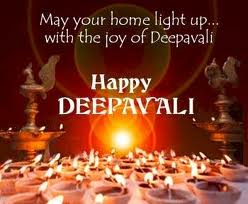 May your home light up...
with the joy of Deepavali
Happy
DEEPAVALI